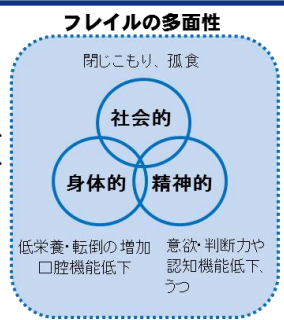 フレイルの多面性
閉じこもり、孤食
社会的
身体的
精神的
低栄養・転倒の増加
口腔機能低下
意欲・判断力や
認知機能低下、
うつ